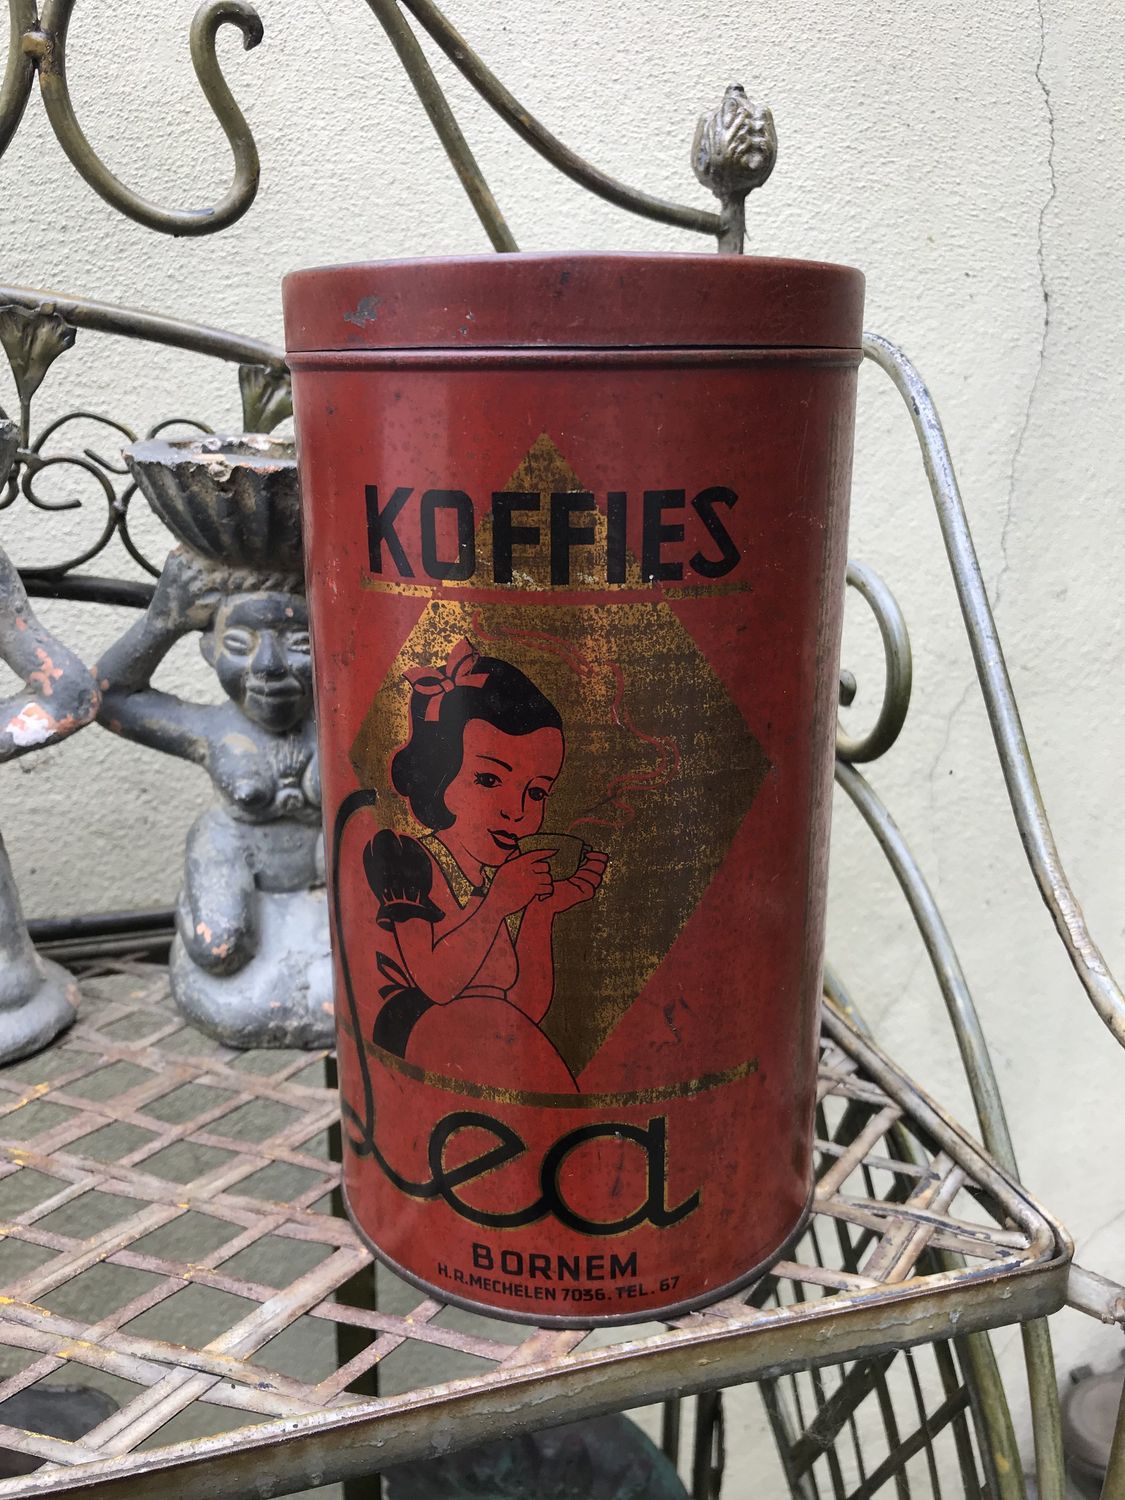 KOFFIES
Lea
BORNEM
H.R.MECHELEN 7036. TEL. 67